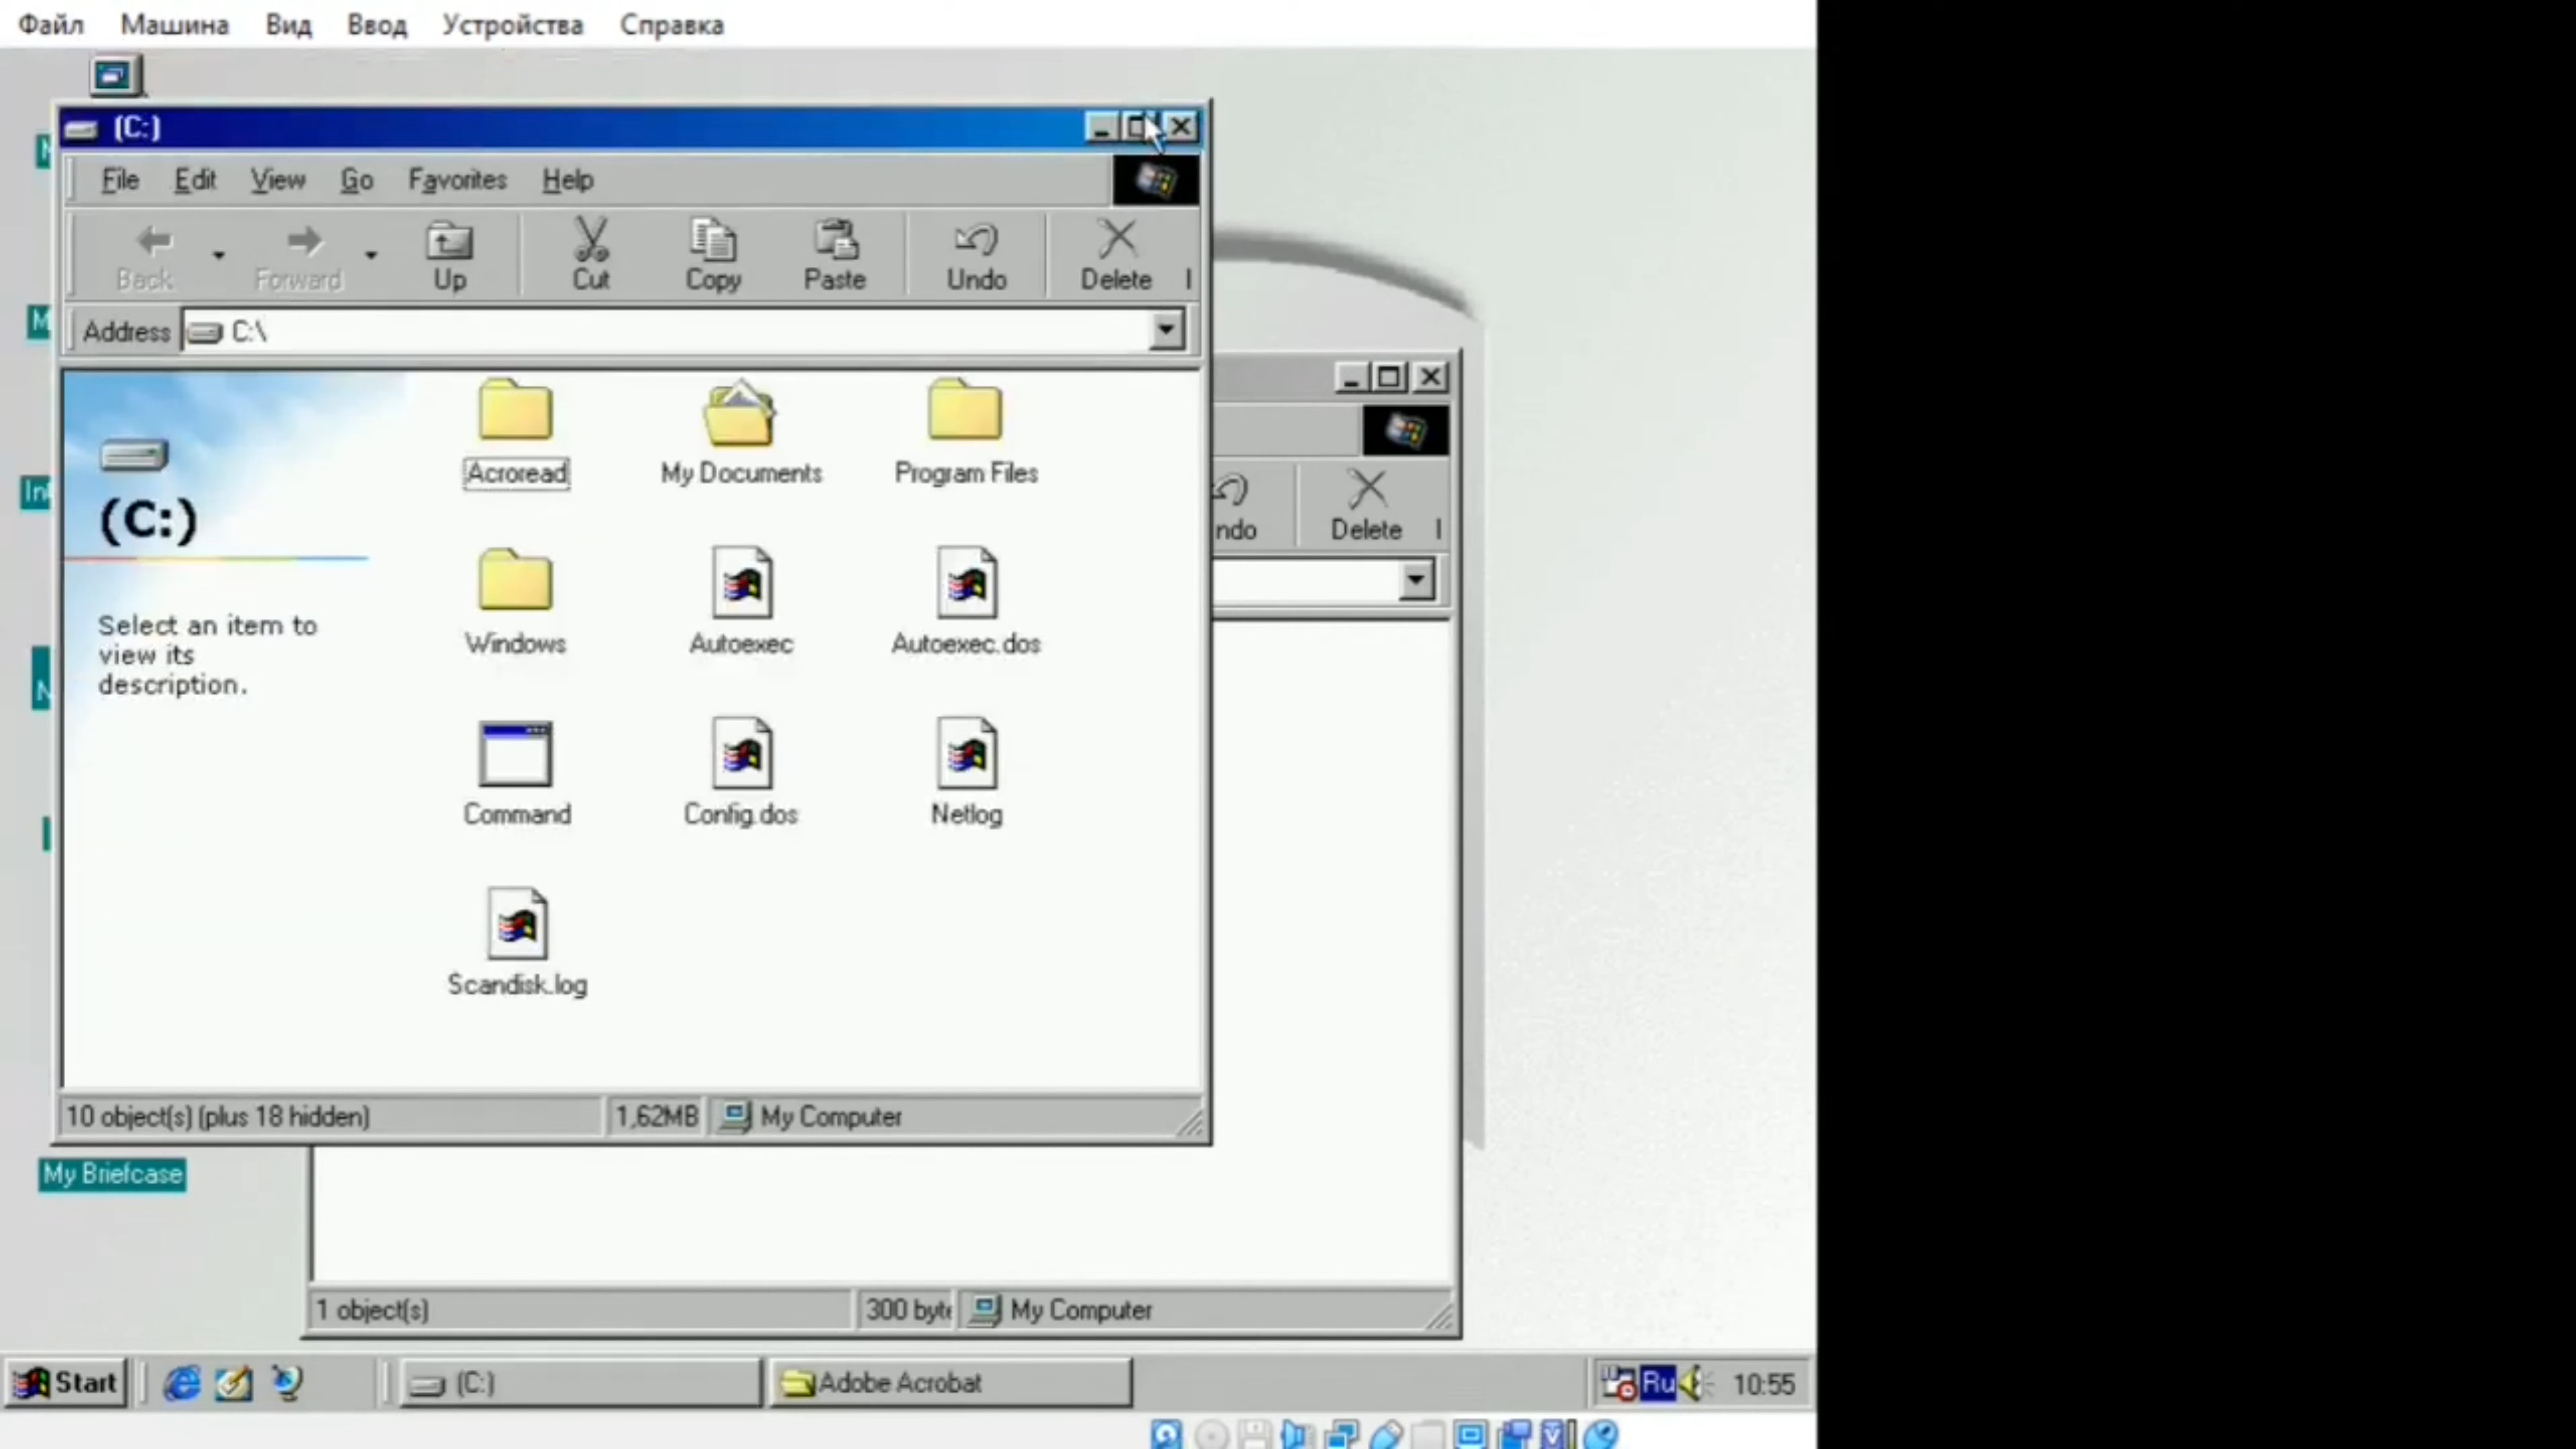 Файл Машина Вид Ввод Устройства Справка
(C:)
File Edit View Go Favorites Help
Back Forward Up Cut Copy Paste Undo Delete
Address C:\
(C:)
Select an item to
view its
description.
Acroread My Documents Program Files
Windows Autoexec Autoexec.dos
Command Config.dos Netlog
Scandisk.log
10 object(s) (plus 18 hidden) 1,62MB My Computer
ndo Delete
My Briefcase
1 object(s) 300 byte My Computer
Start (C:) Adobe Acrobat Ru 10:55